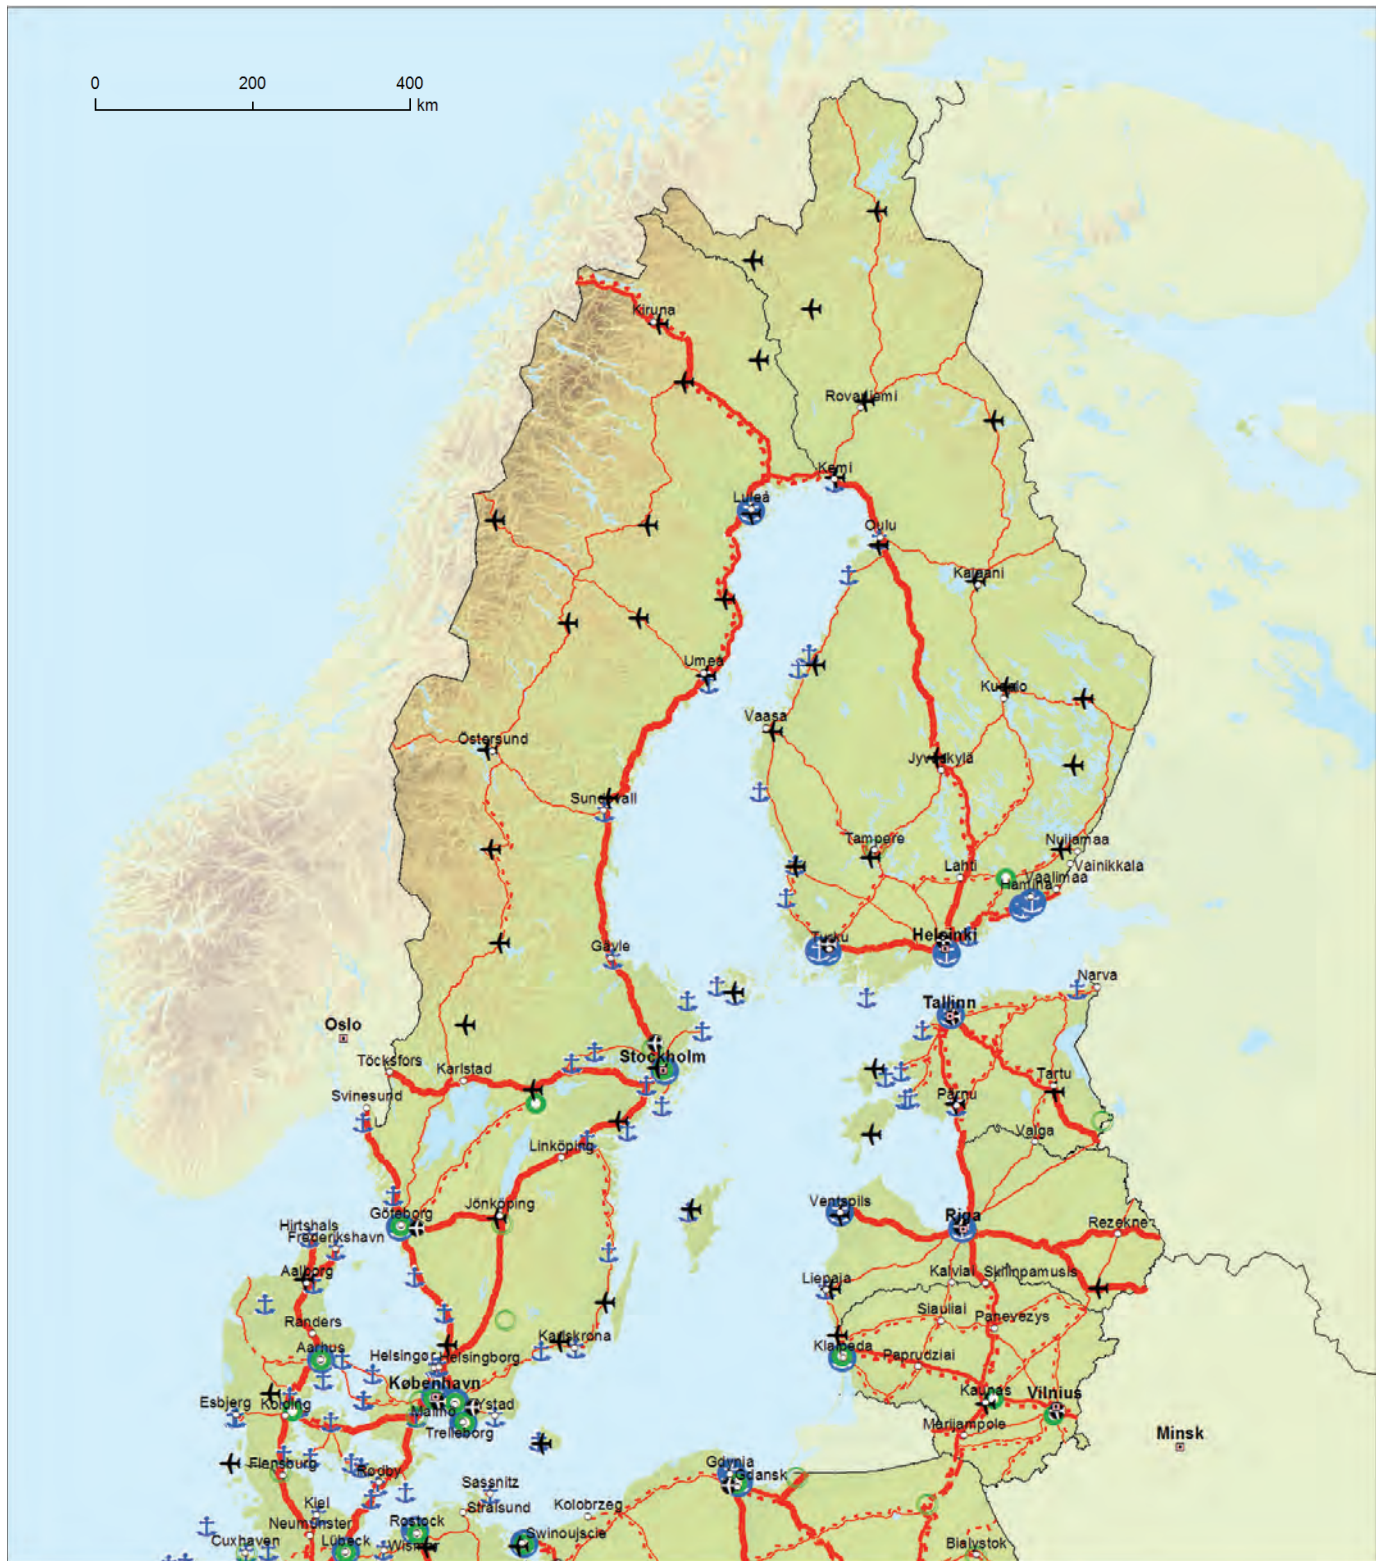 0 200 400
km
Kiruna
Rovaniemi
Kemi
Luleå
Oulu
Kajaani
Umeå
Kuopio
Vaasa
Östersund
Jyväskylä
Sundsvall
Tampere
Nuijamaa
Lahti
Vainikkala
Vaalimaa
Hamina
Turku
Helsinki
Gävle
Narva
Tallinn
Oslo
Stockholm
Töcksfors
Karlstad
Tartu
Svinesund
Pärnu
Valga
Linköping
Ventspils
Jönköping
Göteborg
Riga
Rezekne
Hirtshals
Frederikshavn
Aalborg
Liepaja
Kalviai
Skilinpamusis
Siauliai
Panevezys
Randers
Aarhus
Karlskrona
Klaipeda
Helsingor
Helsingborg
Paprudziai
København
Kaunas
Vilnius
Esbjerg
Kolding
Malmö
Ystad
Trelleborg
Marijampole
Minsk
Flensburg
Gdynia
Gdansk
Rodby
Sassnitz
Kiel
Stralsund
Kolobrzeg
Neumünster
Rostock
Cuxhaven
Lübeck
Wismar
Swinoujscie
Bialystok